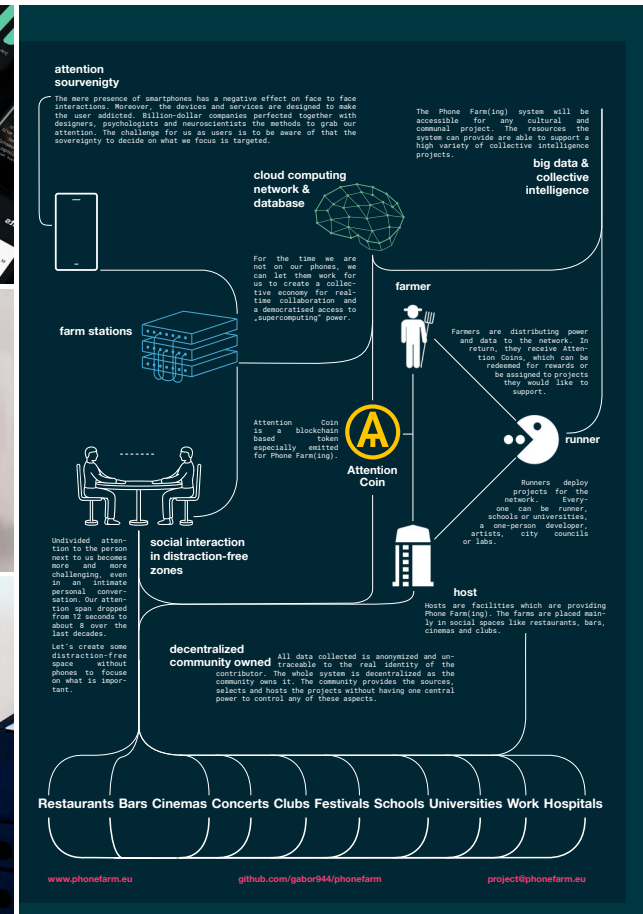 attention
sourvenigty
The mere presence of smartphones has a negative effect on face to face
interactions. Moreover, the devices and services are designed to make
the user addicted. Billion-dollar companies perfected together with
designers, psychologists and neuroscientists the methods to grab our
attention. The challenge for us as users is to be aware of that the
sovereignty to decide on what we focus is targeted.
The Phone Farm(ing) system will be
accessible for any cultural and
communal project. The resources the
system can provide are able to support a
high variety of collective intelligence
projects.
big data &
collective
intelligence
cloud computing
network &
database
For the time we are
not on our phones, we
can let them work for
us to create a collec-
tive economy for real-
time collaboration and
a democratised access to
„supercomputing" power.
farmer
farm stations
Farmers are distributing power
and data to the network. In
return, they receive Atten-
tion Coins, which can be
redeemed for rewards or
be assigned to projects
they would like to
support.
Attention Coin
is a blockchain
based token
especially emitted
for Phone Farm(ing).
Attention
Coin
runner
Runners deploy
projects for the
network. Every-
one can be runner,
schools or universities,
a one-person developer,
artists, city councils
or labs.
Undivided atten-
tion to the person
next to us becomes
more and more
challenging, even
in an intimate
personal conver-
sation. Our atten-
tion span dropped
from 12 seconds to
about 8 over the
last decades.
Let's create some
distraction-free
space without
phones to focus
on what is impor-
tant.
social interaction
in distraction-free
zones
host
Hosts are facilities which are providing
Phone Farm(ing). The farms are placed main-
ly in social spaces like restaurants, bars,
cinemas and clubs.
decentralized
community owned
All data collected is anonymized and un-
traceable to the real identity of the
contributor. The whole system is decentralized as the
community owns it. The community provides the sources,
selects and hosts the projects without having one central
power to control any of these aspects.
Restaurants Bars Cinemas Concerts Clubs Festivals Schools Universities Work Hospitals
www.phonefarm.eu github.com/gabor944/phonefarm project@phonefarm.eu